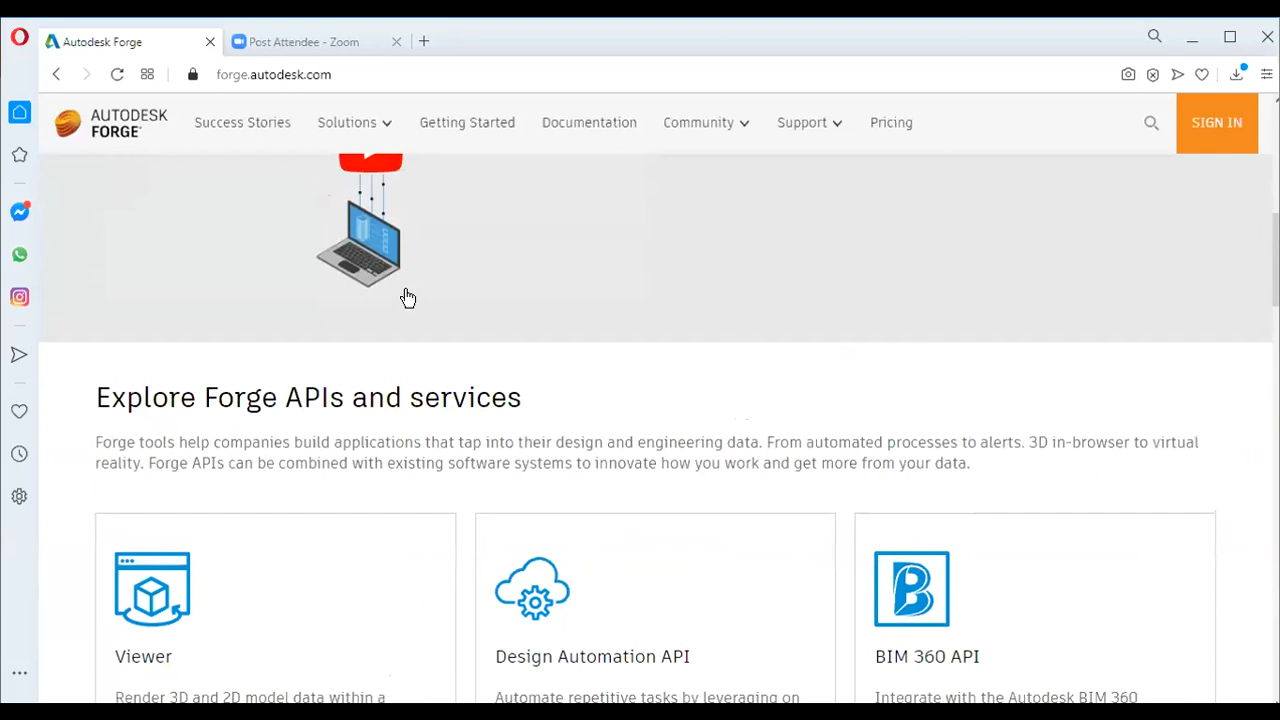 Autodesk Forge
Post Attendee - Zoom
forge.autodesk.com
AUTODESK
FORGE
Success Stories
Solutions
Getting Started
Documentation
Community
Support
Pricing
SIGN IN
Explore Forge APIs and services
Forge tools help companies build applications that tap into their design and engineering data. From automated processes to alerts. 3D in-browser to virtual
reality. Forge APIs can be combined with existing software systems to innovate how you work and get more from your data.
Viewer
Render 3D and 2D model data within a
Design Automation API
Automate repetitive tasks by leveraging on
B
BIM 360 API
Integrate with the Autodesk BIM 360